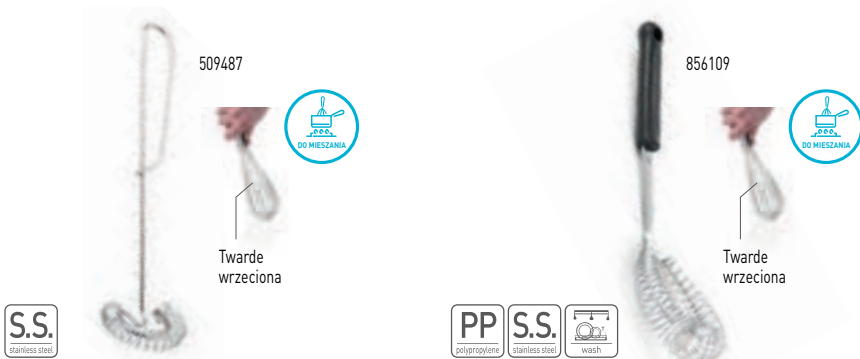 509487
DO MIESZANIA
Twarde
wrzeciona
S.S.
stainless steel
856109
DO MIESZANIA
Twarde
wrzeciona
PP
polypropylene
S.S.
stainless steel
wash